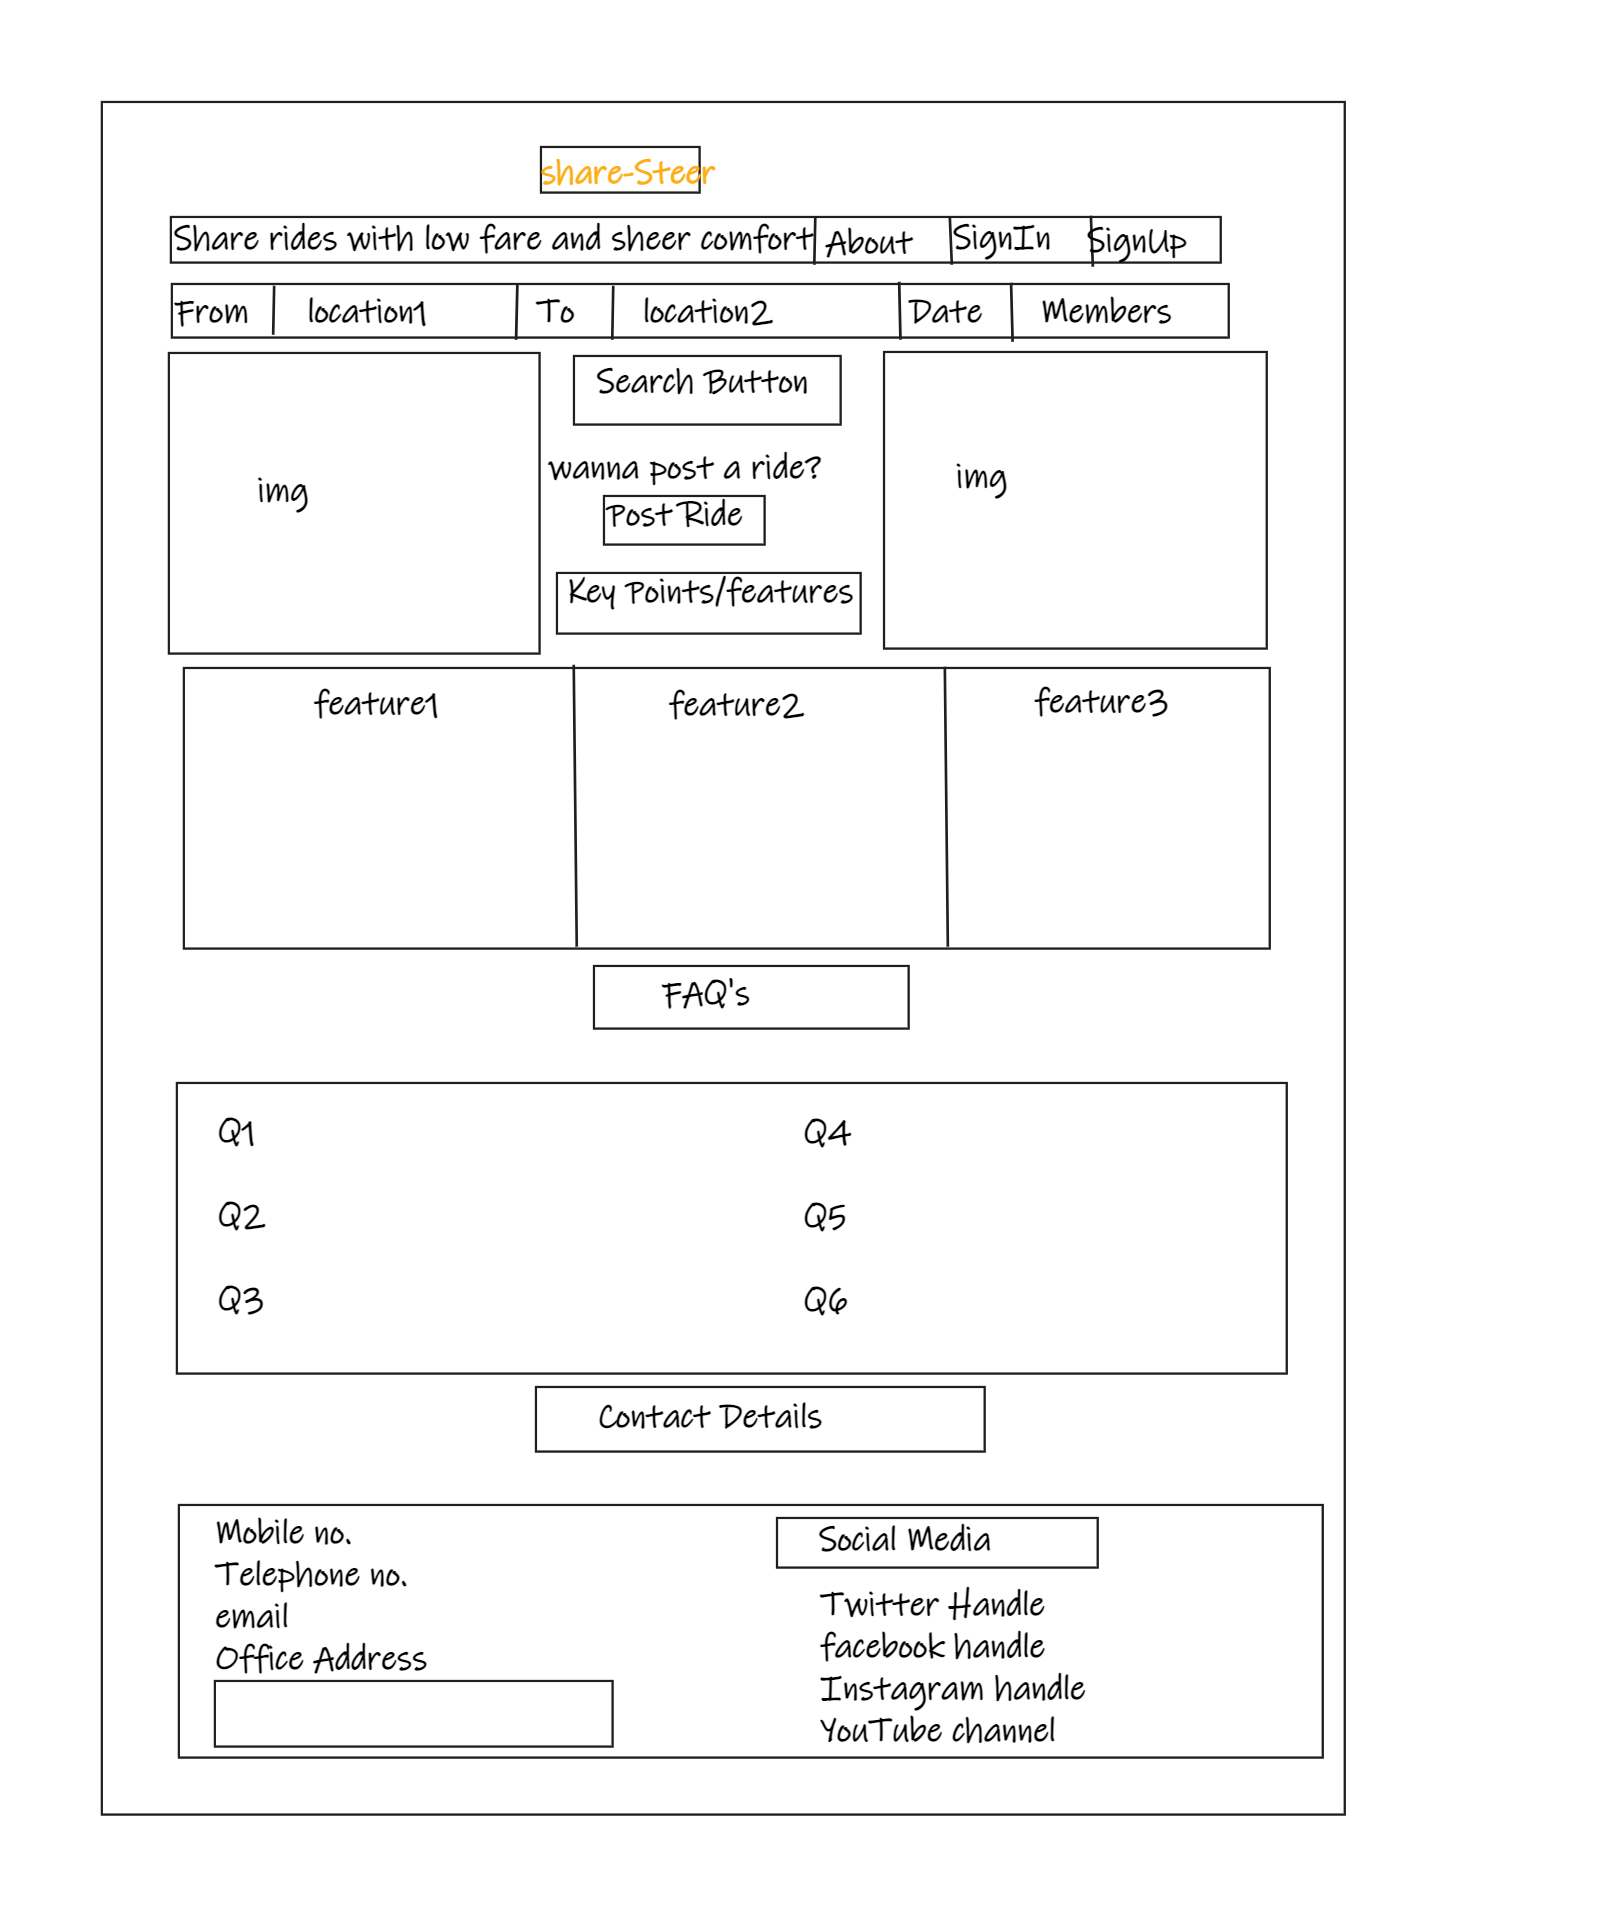 share-Steer
Share rides with low fare and sheer comfort About SignIn SignUp
From location1 To location2 Date Members
Search Button
wanna post a ride?
img
img
Post Ride
Key Points/features
feature1 feature2 feature3
FAQ's
Q1 Q4
Q2 Q5
Q3 Q6
Contact Details
Mobile no.
Telephone no.
email
Office Address
Social Media
Twitter Handle
facebook handle
Instagram handle
YouTube channel